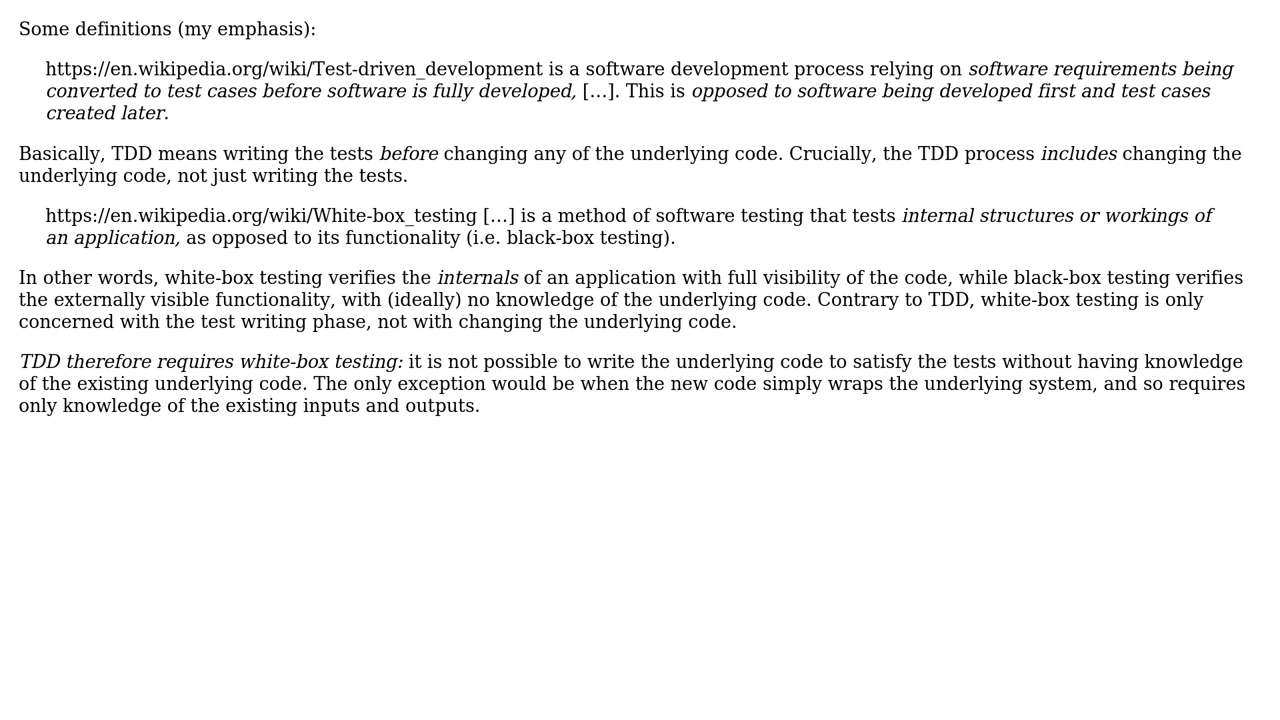 Some definitions (my emphasis):
https://en.wikipedia.org/wiki/Test-driven_development is a software development process relying on software requirements being
converted to test cases before software is fully developed, […]. This is opposed to software being developed first and test cases
created later.
Basically, TDD means writing the tests before changing any of the underlying code. Crucially, the TDD process includes changing the
underlying code, not just writing the tests.
https://en.wikipedia.org/wiki/White-box_testing […] is a method of software testing that tests internal structures or workings of
an application, as opposed to its functionality (i.e. black-box testing).
In other words, white-box testing verifies the internals of an application with full visibility of the code, while black-box testing verifies
the externally visible functionality, with (ideally) no knowledge of the underlying code. Contrary to TDD, white-box testing is only
concerned with the test writing phase, not with changing the underlying code.
TDD therefore requires white-box testing: it is not possible to write the underlying code to satisfy the tests without having knowledge
of the existing underlying code. The only exception would be when the new code simply wraps the underlying system, and so requires
only knowledge of the existing inputs and outputs.